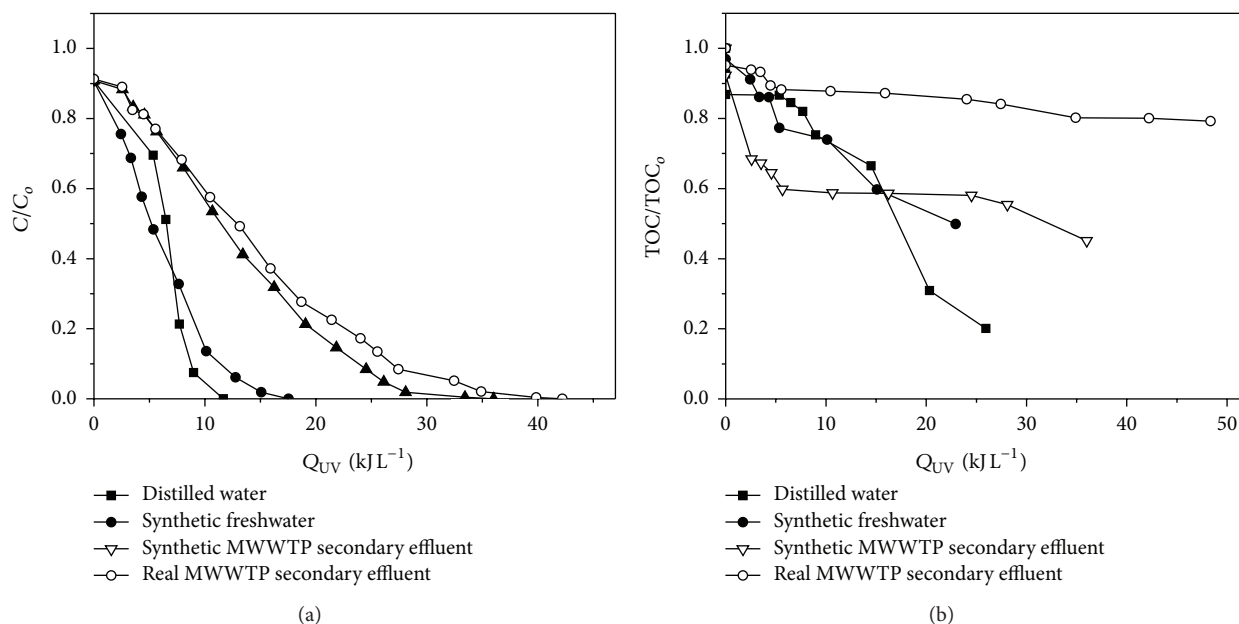 1.0
0.8
0.6
0.4
0.2
0.0
C/Cₒ
0 10 20 30 40
Q_UV (kJ L⁻¹)
Distilled water
Synthetic freshwater
Synthetic MWWTP secondary effluent
Real MWWTP secondary effluent
(a)
1.0
0.8
0.6
0.4
0.2
0.0
TOC/TOCₒ
0 10 20 30 40 50
Q_UV (kJ L⁻¹)
Distilled water
Synthetic freshwater
Synthetic MWWTP secondary effluent
Real MWWTP secondary effluent
(b)